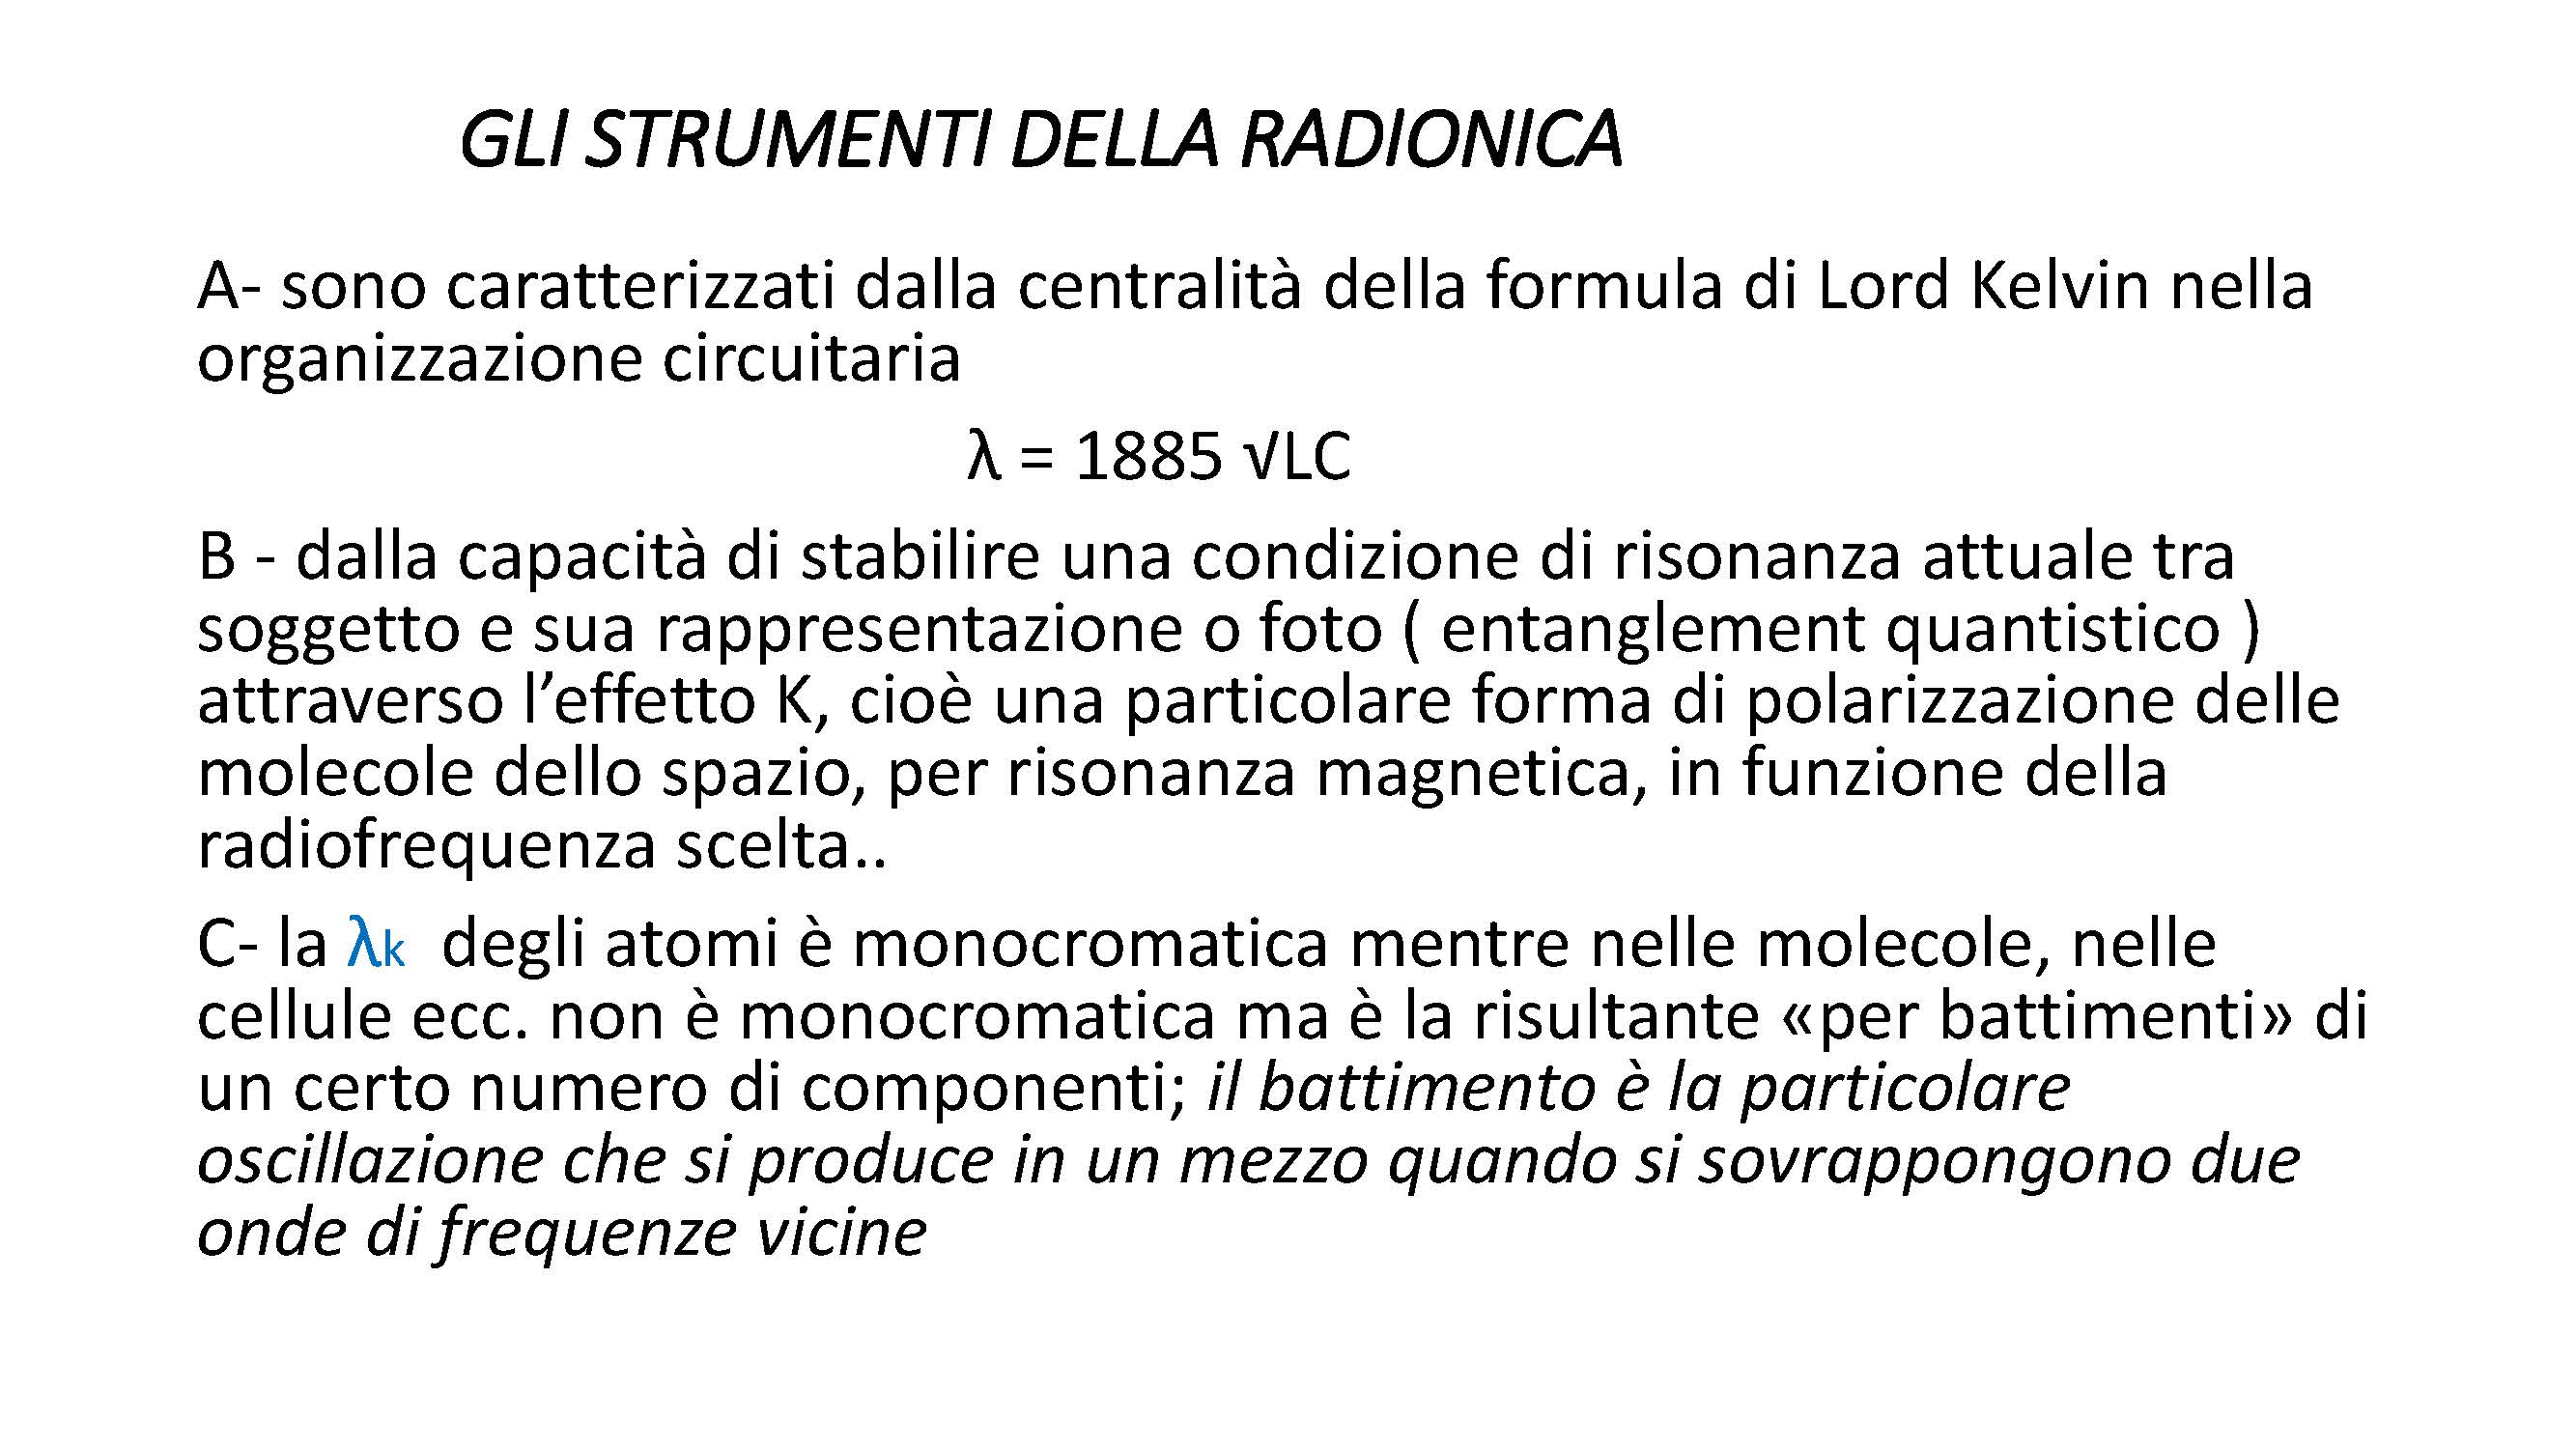 GLI STRUMENTI DELLA RADIONICA
A- sono caratterizzati dalla centralità della formula di Lord Kelvin nella
organizzazione circuitaria
λ = 1885 √LC
B - dalla capacità di stabilire una condizione di risonanza attuale tra
soggetto e sua rappresentazione o foto ( entanglement quantistico )
attraverso l’effetto K, cioè una particolare forma di polarizzazione delle
molecole dello spazio, per risonanza magnetica, in funzione della
radiofrequenza scelta..
C- la λk degli atomi è monocromatica mentre nelle molecole, nelle
cellule ecc. non è monocromatica ma è la risultante «per battimenti» di
un certo numero di componenti; il battimento è la particolare
oscillazione che si produce in un mezzo quando si sovrappongono due
onde di frequenze vicine